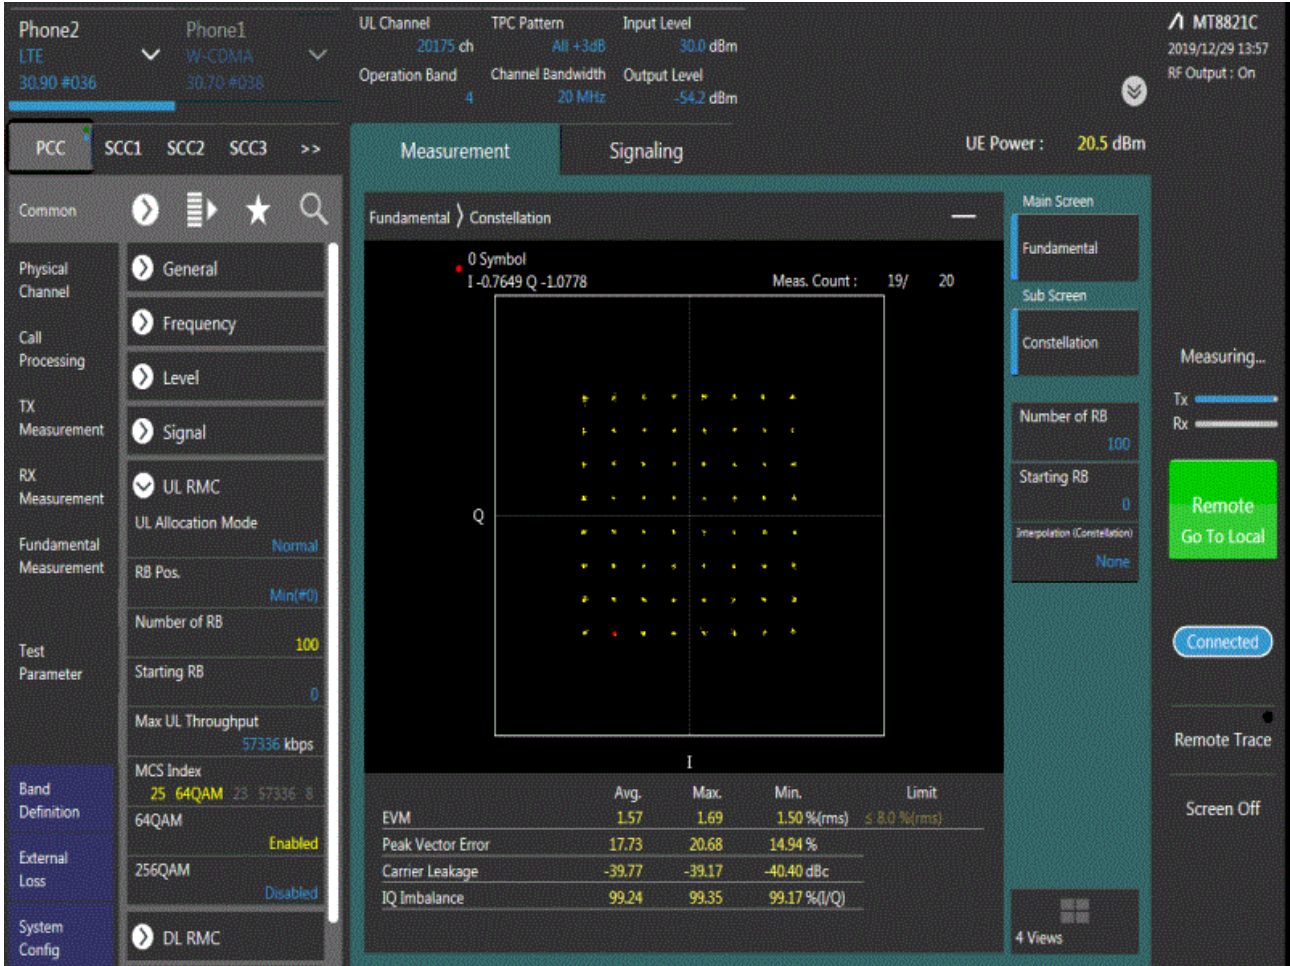 Phone2
LTE
30.90 #036
Phone1
W-CDMA
30.70 #038
UL Channel
20175 ch
TPC Pattern
All +3dB
Input Level
30.0 dBm
Operation Band
4
Channel Bandwidth
20 MHz
Output Level
-54.2 dBm
MT8821C
2019/12/29 13:57
RF Output : On
PCC SCC1 SCC2 SCC3 >>
Measurement
Signaling
UE Power : 20.5 dBm
Common
Physical
Channel
Call
Processing
TX
Measurement
RX
Measurement
Fundamental
Measurement
Test
Parameter
Band
Definition
External
Loss
System
Config
General
Frequency
Level
Signal
UL RMC
UL Allocation Mode
Normal
RB Pos.
Min(#0)
Number of RB
100
Starting RB
0
Max UL Throughput
57336 kbps
MCS Index
25 64QAM 23 57336 8
64QAM
Enabled
256QAM
Disabled
DL RMC
Fundamental Constellation
0 Symbol
I -0.7649 Q -1.0778
Meas. Count : 19/ 20
Q
I
Avg. Max. Min. Limit
EVM 1.57 1.69 1.50 %(rms) ≤ 8.0 %(rms)
Peak Vector Error 17.73 20.68 14.94 %
Carrier Leakage -39.77 -39.17 -40.40 dBc
IQ Imbalance 99.24 99.35 99.17 %(I/Q)
Main Screen
Fundamental
Sub Screen
Constellation
Number of RB
100
Starting RB
0
Interpolation (Constellation)
None
4 Views
Measuring...
Tx
Rx
Remote
Go To Local
Connected
Remote Trace
Screen Off